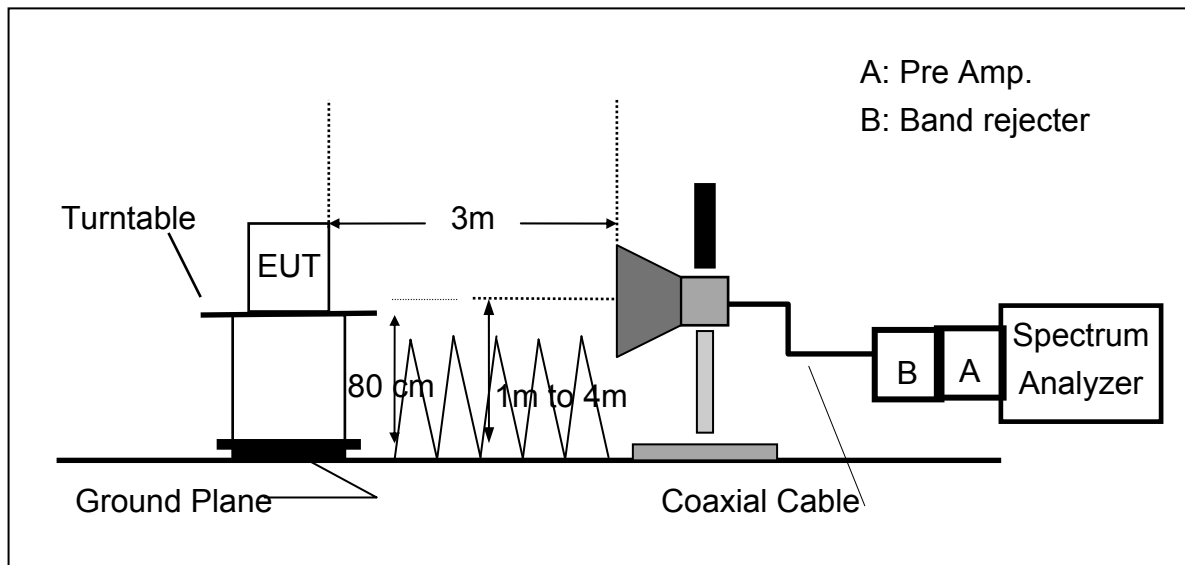 A: Pre Amp.
B: Band rejecter
Turntable
3m
EUT
80 cm
1m to 4m
B
A
Spectrum
Analyzer
Ground Plane
Coaxial Cable